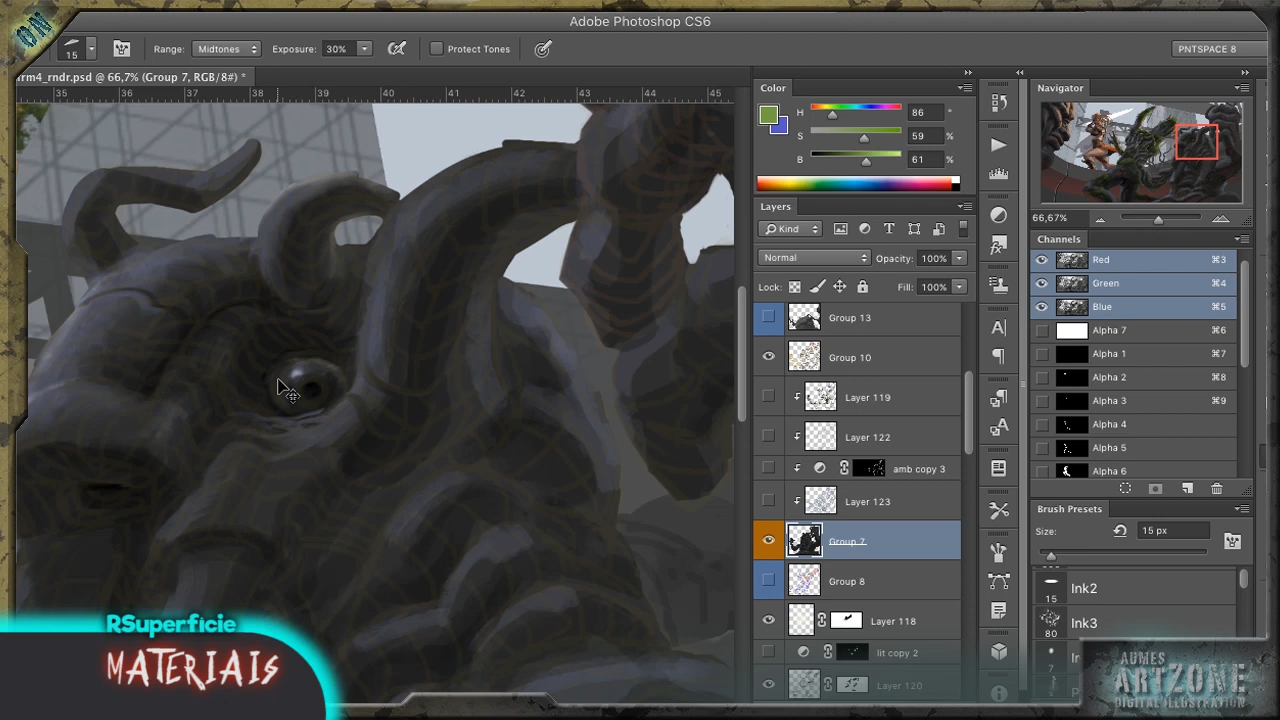 ON
Adobe Photoshop CS6
15
Range: Midtones Exposure: 30% Protect Tones PNTSPACE 8
rm4_rndr.psd @ 66,7% (Group 7, RGB/8#) *
35 36 37 38 39 40 41 42 43 44 45
Color
H 86 °
S 59 %
B 61 %
Layers
Kind
Normal Opacity: 100%
Lock: Fill: 100%
Group 13
Group 10
Layer 119
Layer 122
amb copy 3
Layer 123
Group 7
Group 8
Layer 118
lit copy 2
Layer 120
Navigator
66,67%
Channels
Red ⌘3
Green ⌘4
Blue ⌘5
Alpha 7 ⌘6
Alpha 1 ⌘7
Alpha 2 ⌘8
Alpha 3 ⌘9
Alpha 4
Alpha 5
Alpha 6
Brush Presets
Size: 15 px
15 Ink2
80 Ink3
7
RSuperficie
MATERIAIS
AUMES
ARTZONE
DIGITAL ILLUSTRATION